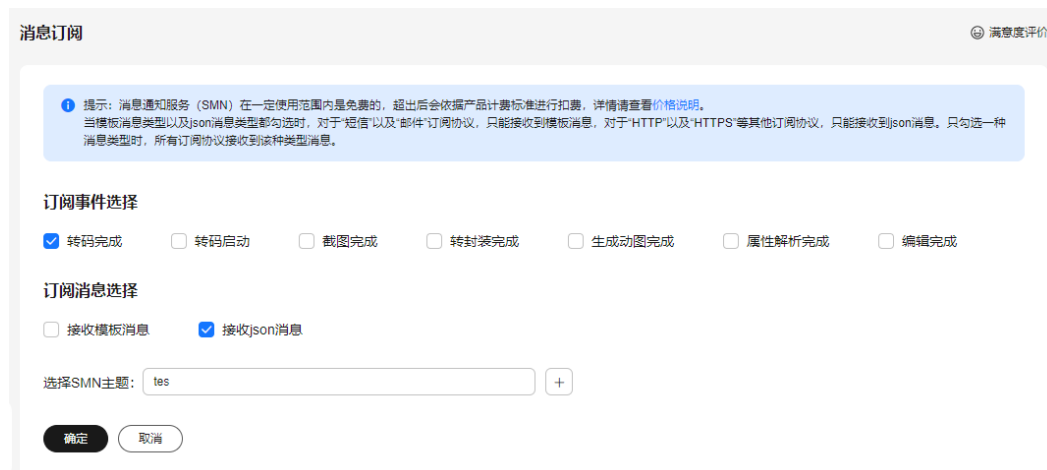 消息订阅
满意度评价
提示：消息通知服务（SMN）在一定使用范围内是免费的，超出后会依据产品计费标准进行扣费，详情请查看价格说明。
当模板消息类型以及json消息类型都勾选时，对于“短信”以及“邮件”订阅协议，只能接收到模板消息，对于“HTTP”以及“HTTPS”等其他订阅协议，只能接收到json消息。只勾选一种
消息类型时，所有订阅协议接收到该种类型消息。
订阅事件选择
转码完成 转码启动 截图完成 转封装完成 生成动图完成 属性解析完成 编辑完成
订阅消息选择
接收模板消息 接收json消息
选择SMN主题： tes
确定 取消